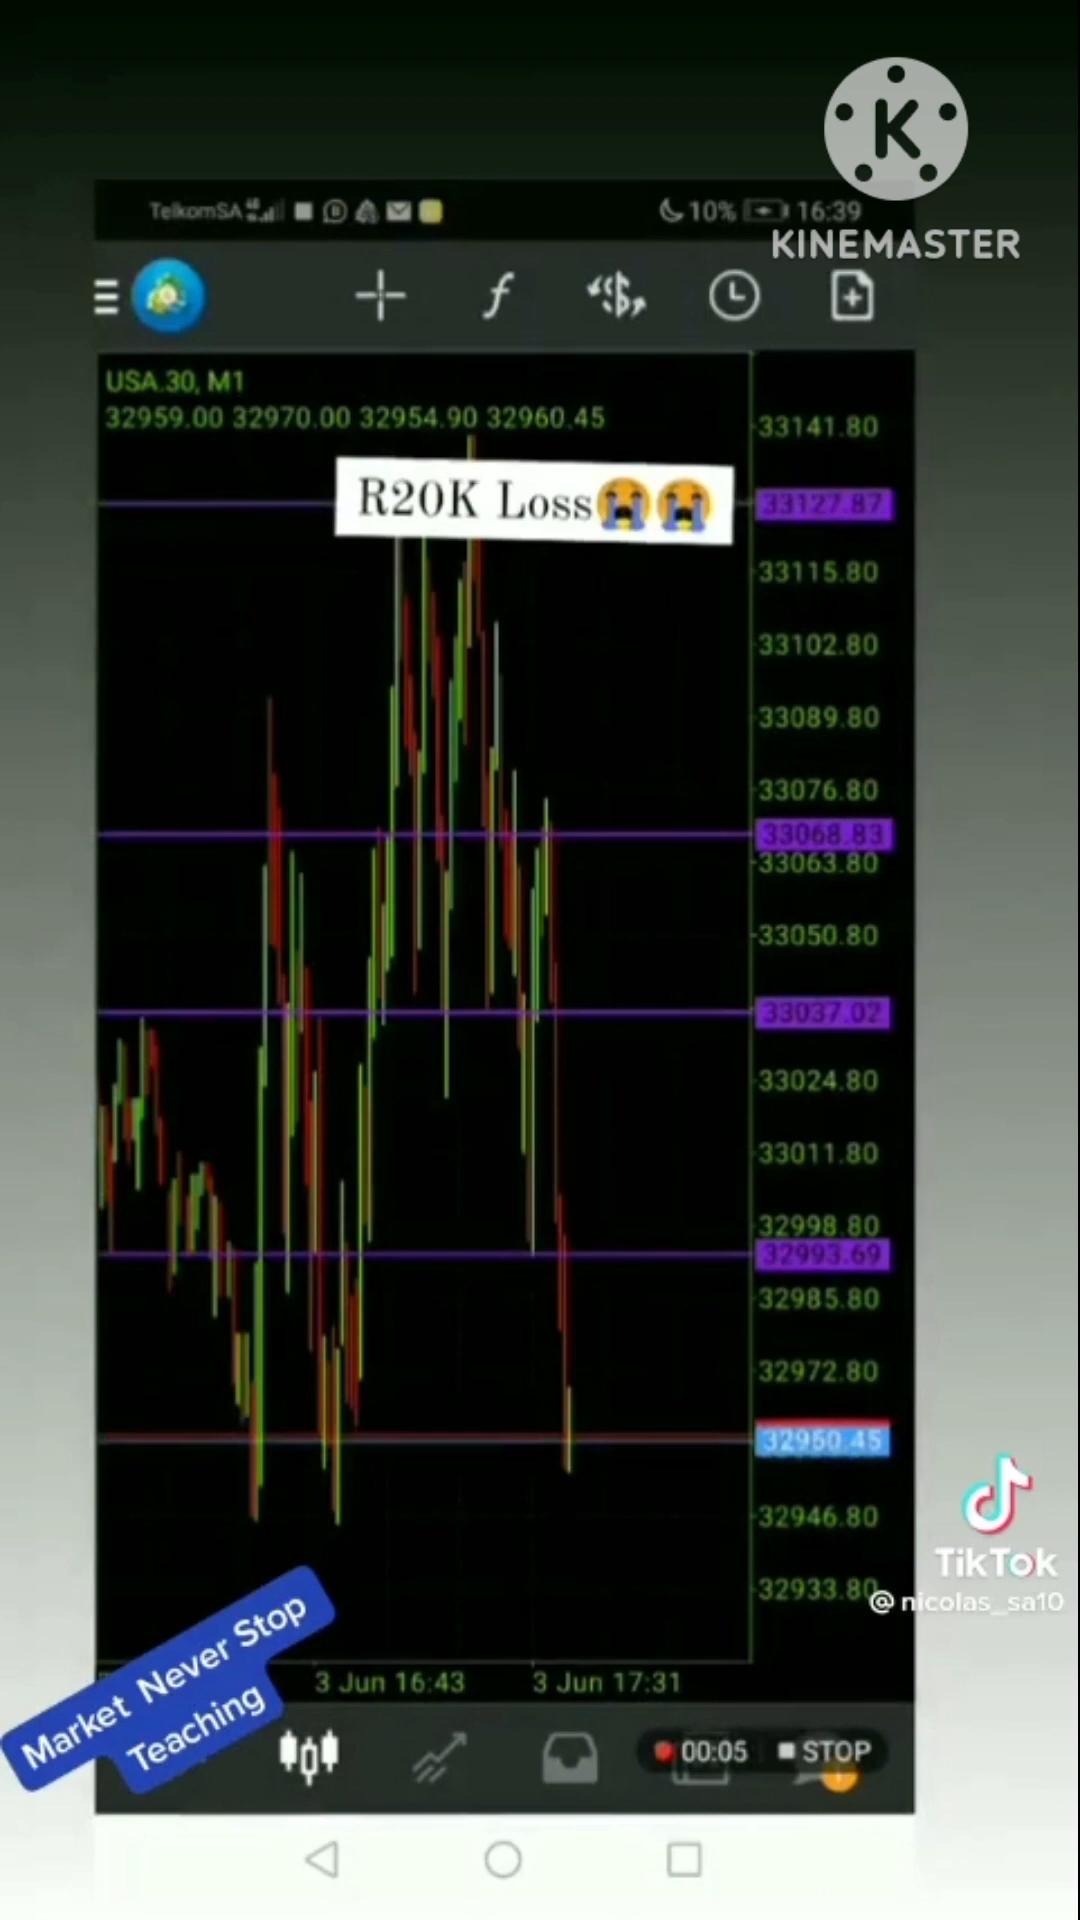 KINEMASTER
TelkomSA 10% 16:39
USA.30, M1
32959.00 32970.00 32954.90 32960.45
R20K Loss😭😭
33141.80
33127.87
33115.80
33102.80
33089.80
33076.80
33068.83
33063.80
33050.80
33037.02
33024.80
33011.80
32998.80
32993.69
32985.80
32972.80
32960.45
32946.80
32933.80
TikTok
@nicolas_sa10
3 Jun 16:43 3 Jun 17:31
Market Never Stop
Teaching
00:05 STOP